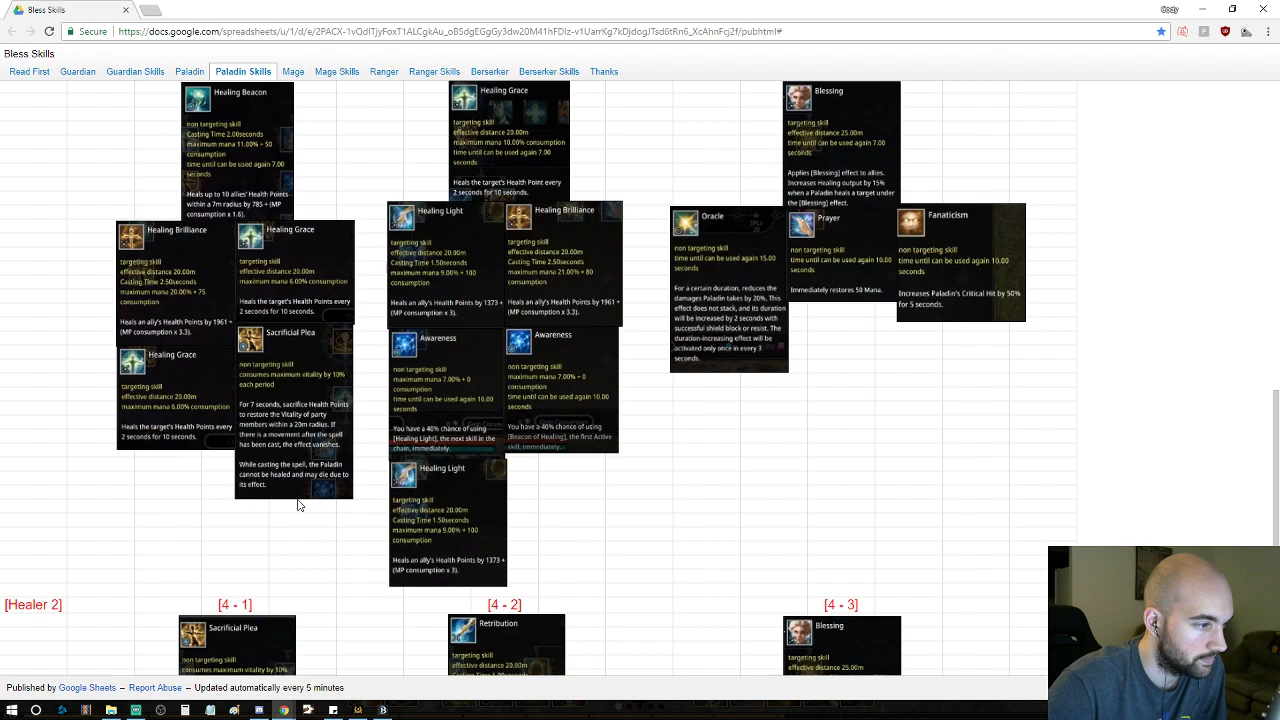 Bless Skills
Cody
Secure
Bless Skills
Read First
Guardian
Guardian Skills
Berserker
Berserker Skills
Paladin
Paladin Skills
Mage
Mage Skills
Ranger
Ranger Skills
Thanks
Healing Beacon
non targeting skill
Casting Time 2.00seconds
maximum mana 11.00% + 50
consumption
time until can be used again 7.00
seconds
Heals up to 10 allies' Health Points
within a 7m radius by 785 + (MP
consumption x 1.6).
Healing Brilliance
targeting skill
effective distance 20.00m
Casting Time 2.50seconds
maximum mana 20.00% + 75
consumption
Heals an ally's Health Points by 1961 +
(MP consumption x 3.3).
Healing Grace
targeting skill
effective distance 20.00m
maximum mana 6.00% consumption
Heals the target's Health Points every
2 seconds for 10 seconds.
Healing Grace
targeting skill
effective distance 20.00m
maximum mana 6.00% consumption
Heals the target's Health Points every
2 seconds for 10 seconds.
Sacrificial Plea
non targeting skill
consumes maximum vitality by 10%
each period
For 7 seconds, sacrifice Health Points
to restore the Vitality of party
members within a 20m radius. If
there is a movement after the spell
has been cast, the effect vanishes.
While casting the spell, the Paladin
cannot be healed and may die due to
its effect.
Healing Grace
targeting skill
effective distance 20.00m
maximum mana 10.00% consumption
time until can be used again 7.00
seconds
Heals the target's Health Point every
2 seconds for 10 seconds.
Healing Light
targeting skill
effective distance 20.00m
Casting Time 1.50seconds
maximum mana 9.00% + 100
consumption
Heals an ally's Health Points by 1373 +
(MP consumption x 3).
Healing Brilliance
targeting skill
effective distance 20.00m
Casting Time 2.50seconds
maximum mana 21.00% + 80
consumption
Heals an ally's Health Points by 1961 +
(MP consumption x 3.3).
Awareness
non targeting skill
maximum mana 7.00% + 0
consumption
time until can be used again 10.00
seconds
You have a 40% chance of using
[Healing Light], the next skill in the
chain, immediately.
Awareness
non targeting skill
maximum mana 7.00% + 0
consumption
time until can be used again 10.00
seconds
You have a 40% chance of using
[Beacon of Healing], the first Active
skill, immediately.
Healing Light
targeting skill
effective distance 20.00m
Casting Time 1.50seconds
maximum mana 9.00% + 100
consumption
Heals an ally's Health Points by 1373 +
(MP consumption x 3).
Blessing
targeting skill
effective distance 25.00m
time until can be used again 7.00
seconds
Applies [Blessing] effect to allies.
Increases Healing output by 15%
when a Paladin heals a target under
the [Blessing] effect.
Oracle
non targeting skill
time until can be used again 15.00
seconds
For a certain duration, reduces the
damages Paladin takes by 20%. This
effect does not stack, and its duration
will be increased by 2 seconds with
successful shield block or resist. The
duration-increasing effect will be
activated only once in every 3
seconds.
Prayer
non targeting skill
time until can be used again 10.00
seconds
Immediately restores 50 Mana.
Fanaticism
non targeting skill
time until can be used again 10.00
seconds
Increases Paladin's Critical Hit by 50%
for 5 seconds.
[Healer 2]
[4 - 1]
[4 - 2]
[4 - 3]
Sacrificial Plea
non targeting skill
consumes maximum vitality by 10%
Retribution
targeting skill
effective distance 20.00m
Blessing
targeting skill
effective distance 25.00m
– Report Abuse – Updated automatically every 5 minutes